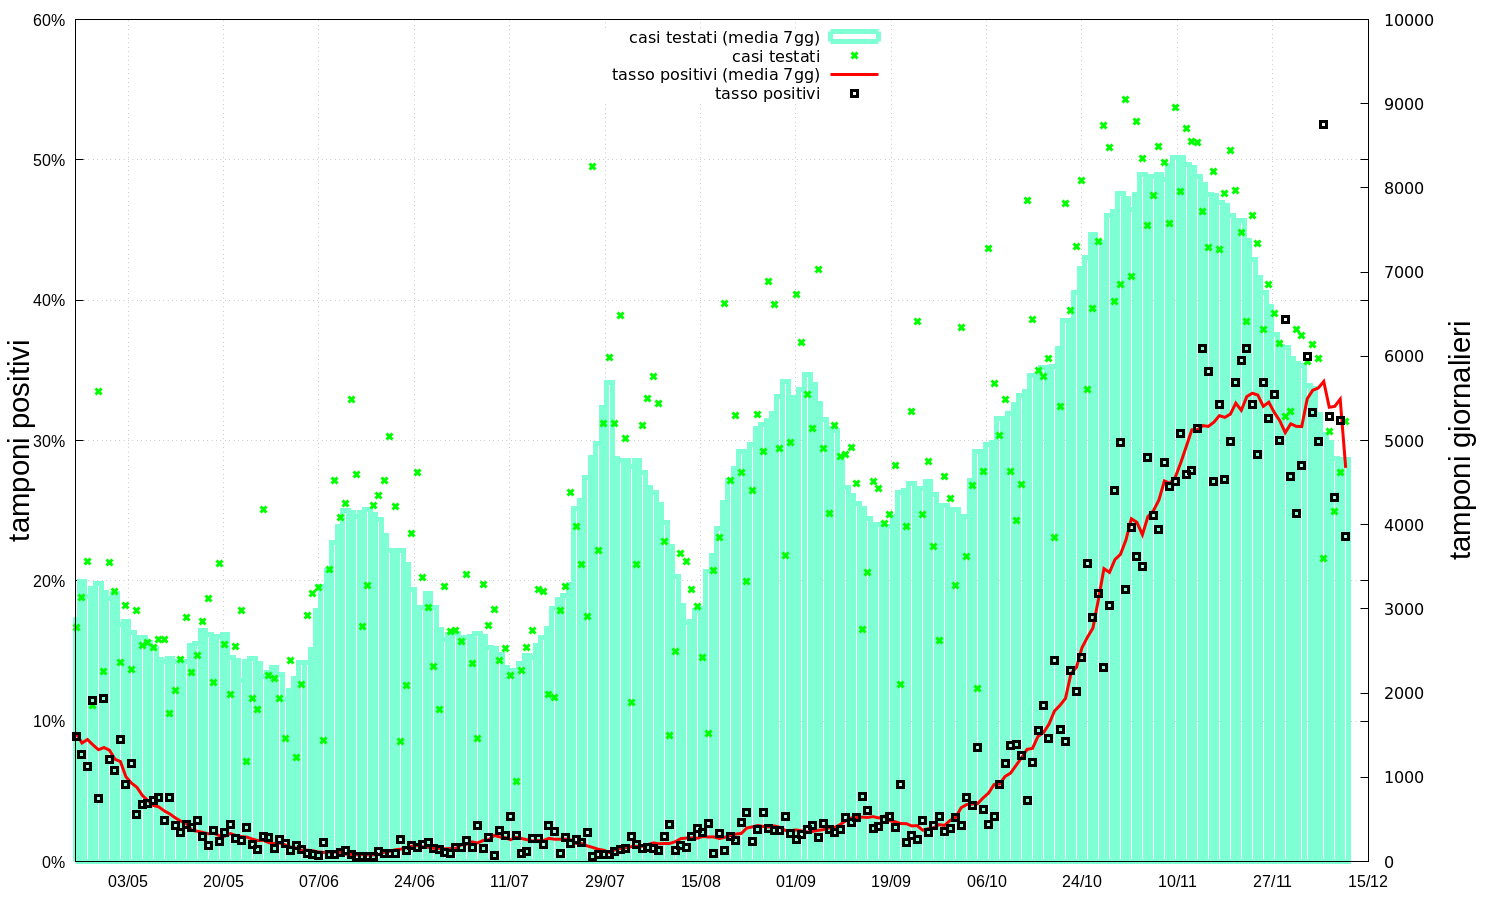 60%
50%
40%
30%
20%
10%
0%
tamponi positivi
casi testati (media 7gg)
casi testati
tasso positivi (media 7gg)
tasso positivi
10000
9000
8000
7000
6000
5000
4000
3000
2000
1000
0
tamponi giornalieri
03/05 20/05 07/06 24/06 11/07 29/07 15/08 01/09 19/09 06/10 24/10 10/11 27/11 15/12